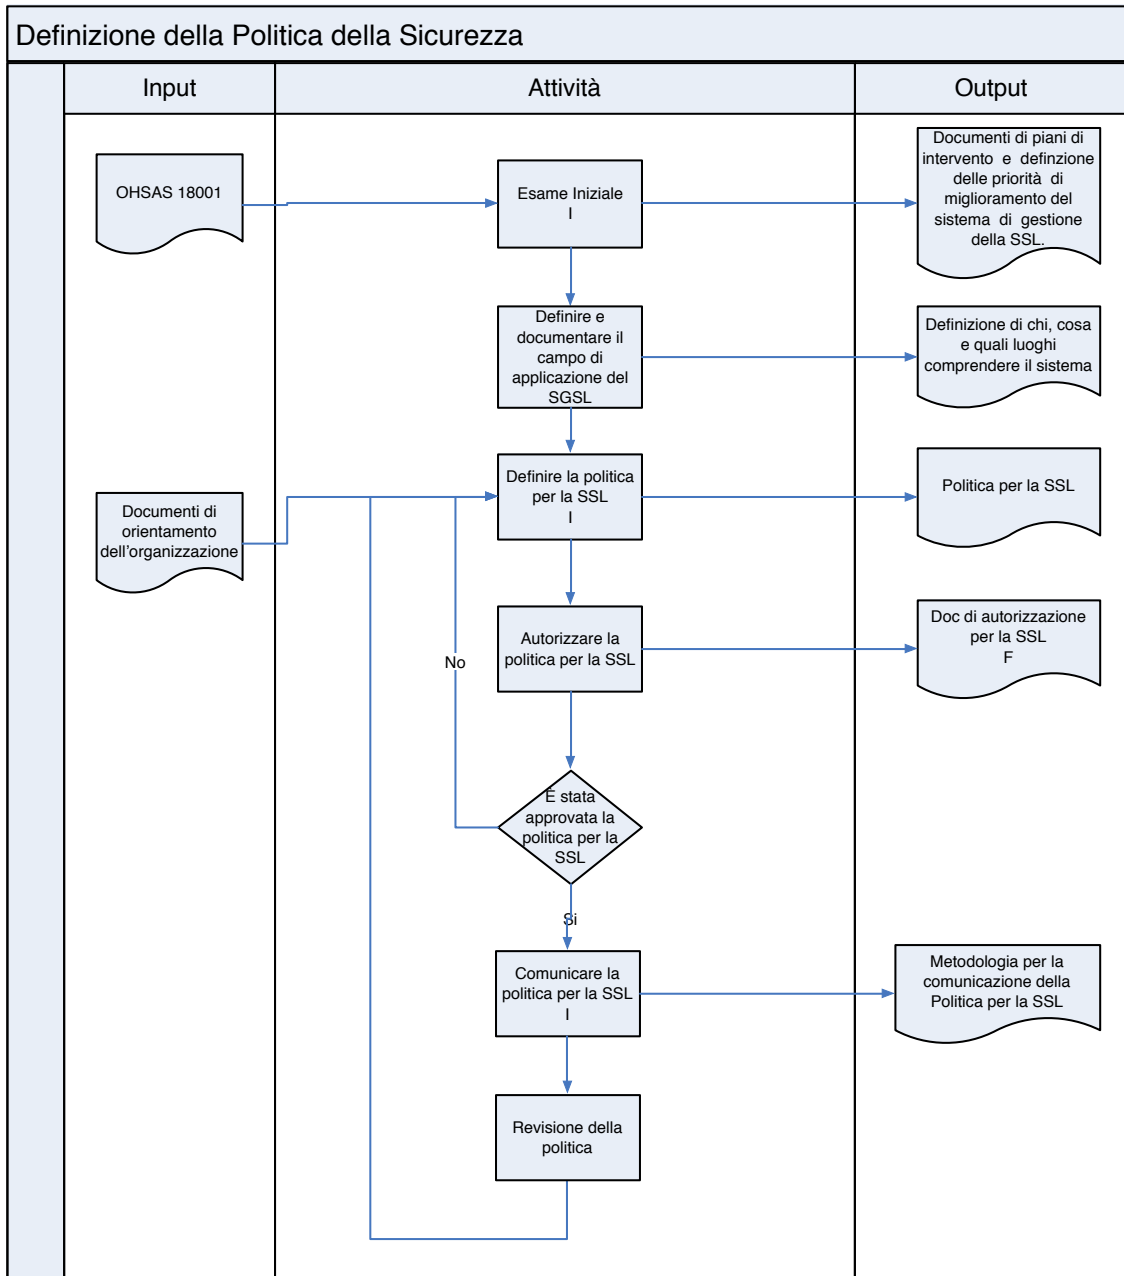 Definizione della Politica della Sicurezza
Input
Attività
Output
OHSAS 18001
Esame Iniziale
I
Documenti di piani di
intervento e definzione
delle priorità di
miglioramento del
sistema di gestione
della SSL.
Definire e
documentare il
campo di
applicazione del
SGSL
Definizione di chi, cosa
e quali luoghi
comprendere il sistema
Documenti di
orientamento
dell'organizzazione
Definire la politica
per la SSL
I
Politica per la SSL
Autorizzare la
politica per la SSL
Doc di autorizzazione
per la SSL
F
No
È stata
approvata la
politica per la
SSL
Si
Comunicare la
politica per la SSL
I
Metodologia per la
comunicazione della
Politica per la SSL
Revisione della
politica